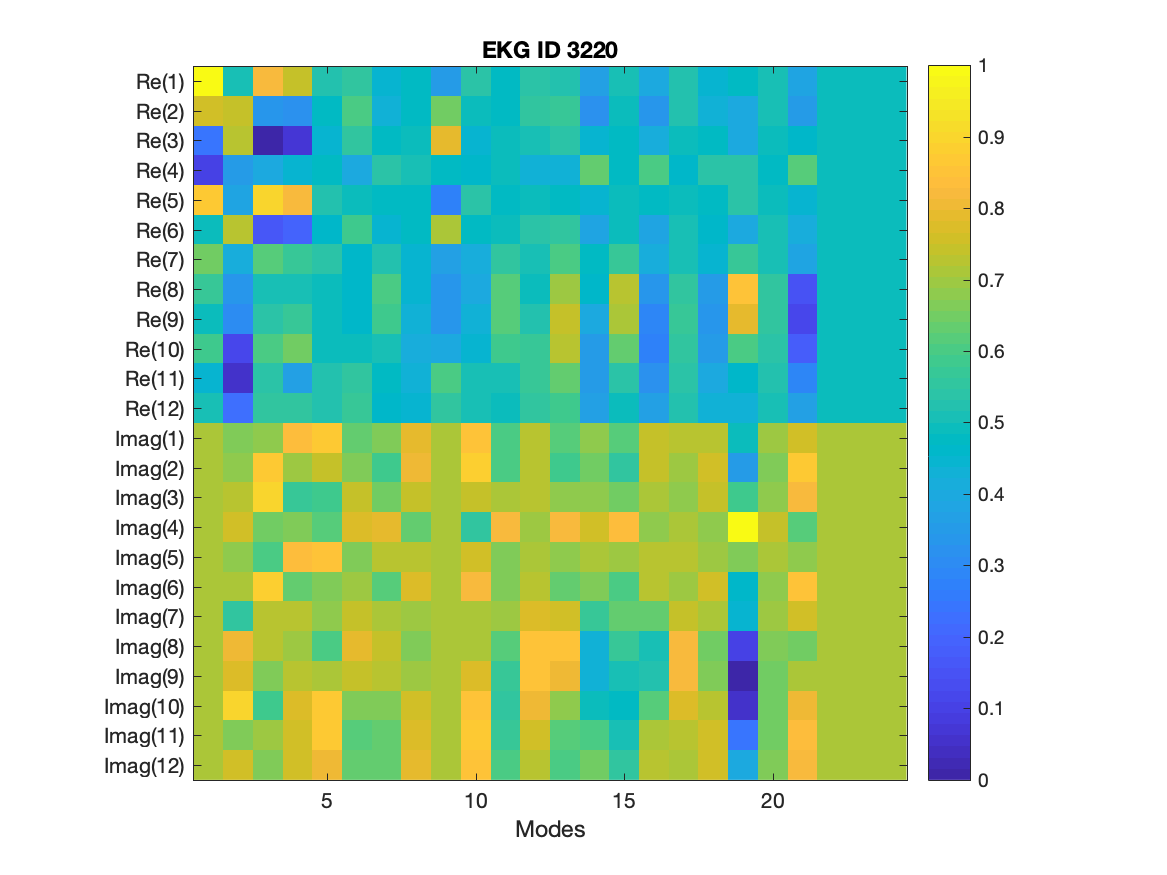 EKG ID 3220
Re(1)
Re(2)
Re(3)
Re(4)
Re(5)
Re(6)
Re(7)
Re(8)
Re(9)
Re(10)
Re(11)
Re(12)
Imag(1)
Imag(2)
Imag(3)
Imag(4)
Imag(5)
Imag(6)
Imag(7)
Imag(8)
Imag(9)
Imag(10)
Imag(11)
Imag(12)
5 10 15 20
Modes
1
0.9
0.8
0.7
0.6
0.5
0.4
0.3
0.2
0.1
0